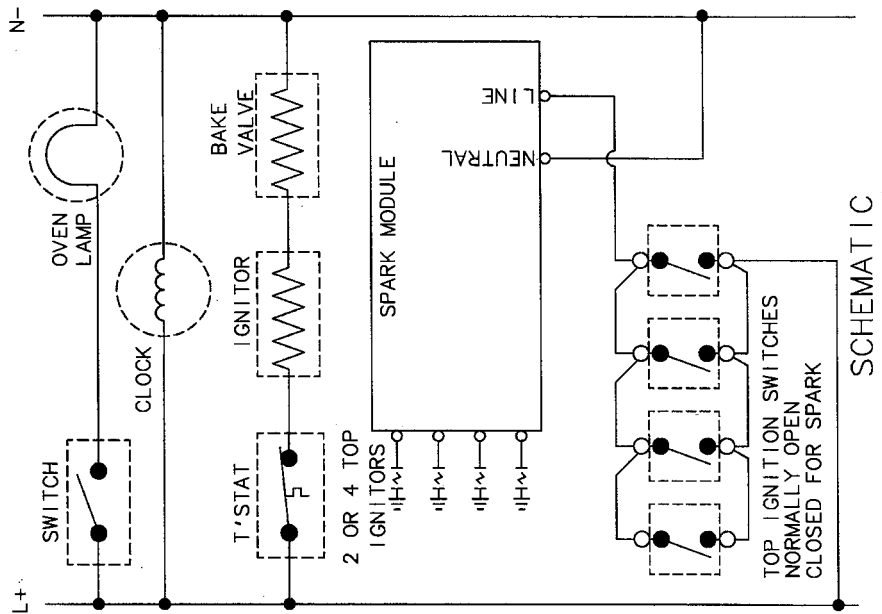 L+
N-
SWITCH
OVEN
LAMP
CLOCK
T'STAT
IGNITOR
BAKE
VALVE
2 OR 4 TOP
IGNITORS
SPARK MODULE
NEUTRAL
LINE
TOP IGNITION SWITCHES
NORMALLY OPEN
CLOSED FOR SPARK
SCHEMATIC